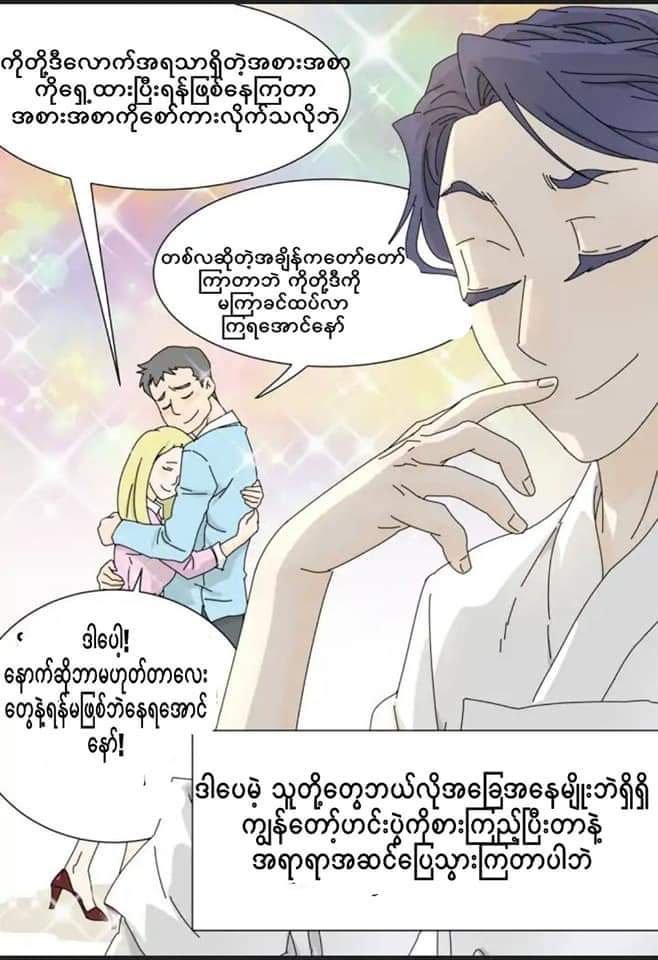 ကိုတို့ဒီလောက်အရသာရှိတဲ့အစားအစာ
ကိုရှေ့ထားပြီးရန်ဖြစ်နေကြတာ
အစားအစာကိုစော်ကားလိုက်သလိုဘဲ
တစ်လဆိုတဲ့အချိန်ကတော်တော်
ကြာတာဘဲ ကိုတို့ဒီကို
မကြာခင်ထပ်လာ
ကြရအောင်နော်
ဒါပေါ့!
နောက်ဆိုဘာမဟုတ်တာလေး
တွေနဲ့ရန်မဖြစ်ဘဲနေရအောင်
နော်!
ဒါပေမဲ့ သူတို့တွေဘယ်လိုအခြေအနေမျိုးဘဲရှိရှိ
ကျွန်တော့်ဟင်းပွဲကိုစားကြည့်ပြီးတာနဲ့
အရာရာအဆင်ပြေသွားကြတာပါဘဲ